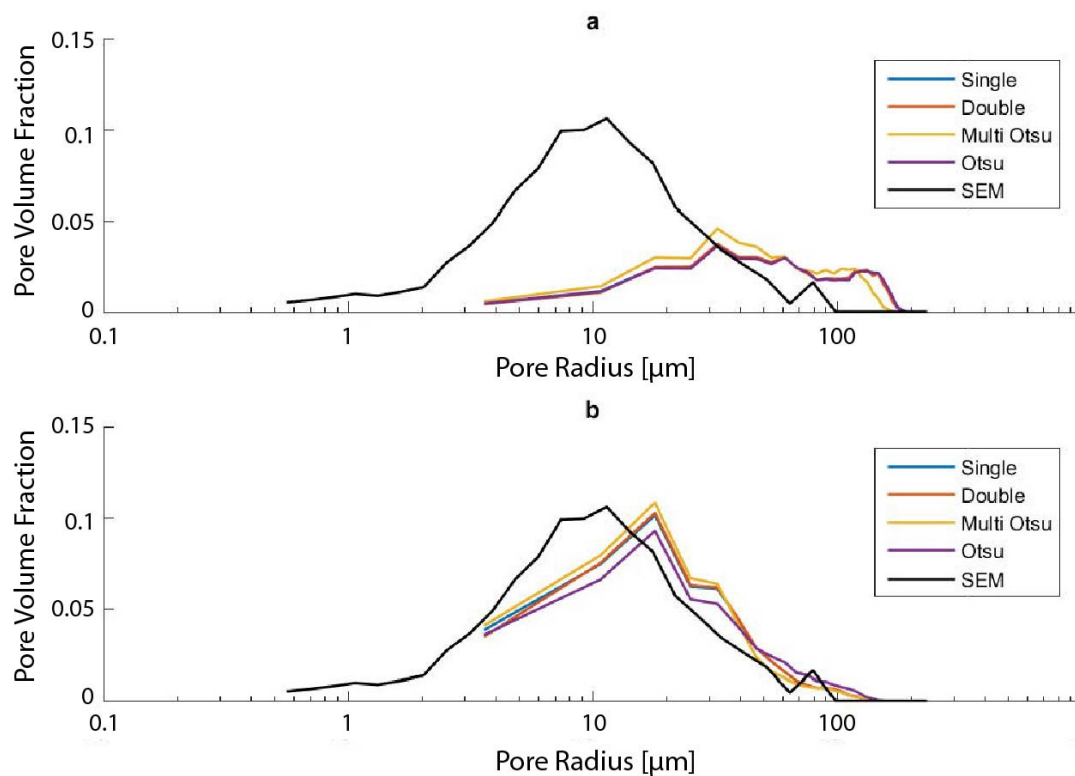 a
0.15
0.1
0.05
0
Pore Volume Fraction
Single
Double
Multi Otsu
Otsu
SEM
0.1 1 10 100
Pore Radius [µm]
b
0.15
0.1
0.05
0
Pore Volume Fraction
Single
Double
Multi Otsu
Otsu
SEM
0.1 1 10 100
Pore Radius [µm]